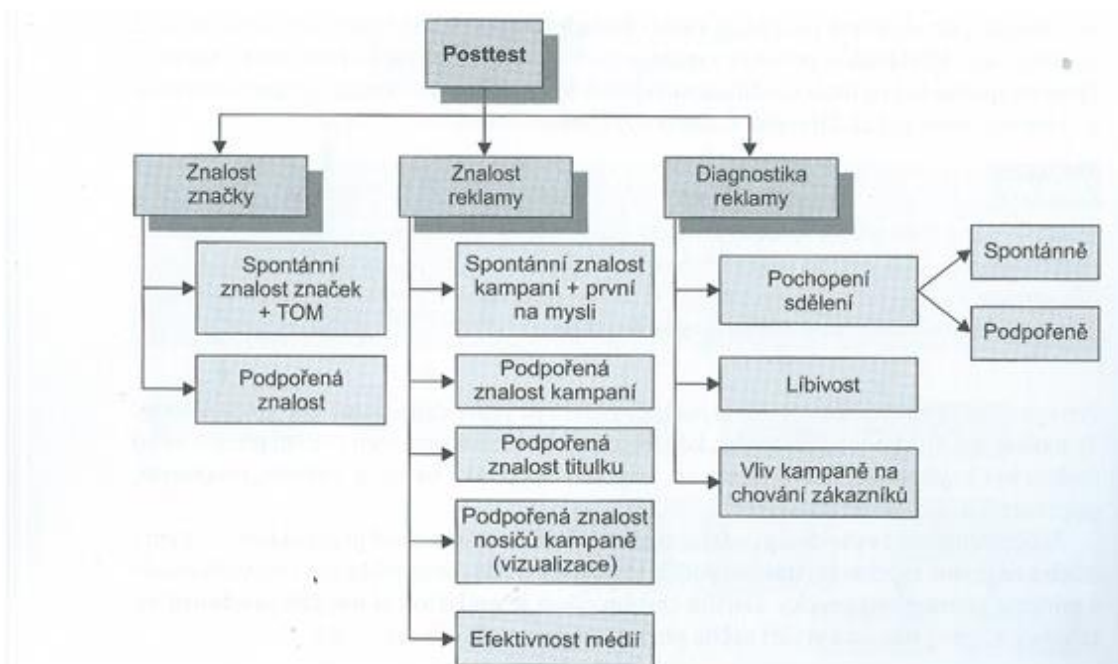 Posttest
Znalost
značky
Spontánní
znalost značek
+ TOM
Podpořená
znalost
Znalost
reklamy
Spontánní znalost
kampaní + první
na mysli
Podpořená
znalost kampaní
Podpořená
znalost titulku
Podpořená znalost
nosičů kampaně
(vizualizace)
Efektivnost médií
Diagnostika
reklamy
Pochopení
sdělení
Spontánně
Podpořeně
Líbivost
Vliv kampaně na
chování zákazníků